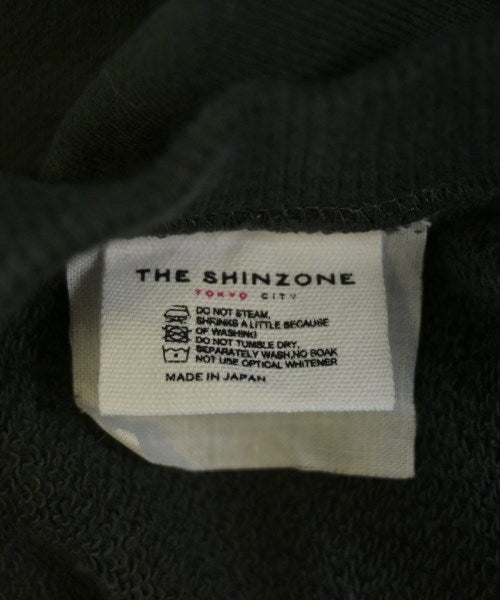 THE SHINZONE
TOKYO CITY
DO NOT STEAM,
SHRINKS A LITTLE BECAUSE
OF WASHING
DO NOT TUMBLE DRY,
SEPARATELY WASH,NO SOAK
NOT USE OPTICAL WHITENER
MADE IN JAPAN